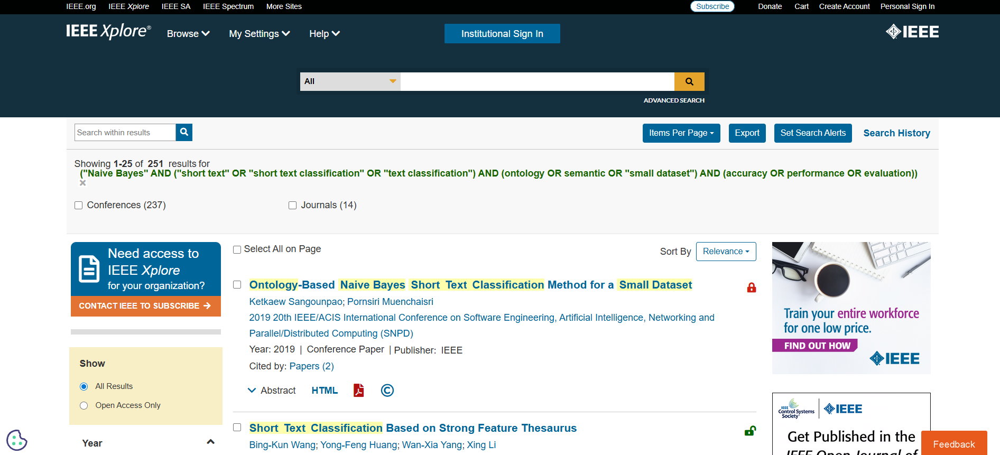 IEEE.org IEEE Xplore IEEE SA IEEE Spectrum More Sites Subscribe Donate Cart Create Account Personal Sign In
IEEE Xplore® Browse My Settings Help Institutional Sign In IEEE
All
ADVANCED SEARCH
Search within results Items Per Page Export Set Search Alerts Search History
Showing 1-25 of 251 results for
("Naive Bayes" AND ("short text" OR "short text classification" OR "text classification") AND (ontology OR semantic OR "small dataset") AND (accuracy OR performance OR evaluation))
Conferences (237) Journals (14)
Need access to
IEEE Xplore
for your organization?
CONTACT IEEE TO SUBSCRIBE
Show
All Results
Open Access Only
Year
Select All on Page Sort By Relevance
Ontology-Based Naive Bayes Short Text Classification Method for a Small Dataset
Ketkaew Sangounpao; Pornsiri Muenchaisri
2019 20th IEEE/ACIS International Conference on Software Engineering, Artificial Intelligence, Networking and
Parallel/Distributed Computing (SNPD)
Year: 2019 | Conference Paper | Publisher: IEEE
Cited by: Papers (2)
Abstract HTML ©
Short Text Classification Based on Strong Feature Thesaurus
Bing-Kun Wang; Yong-Feng Huang; Wan-Xia Yang; Xing Li
Train your entire workforce
for one low price.
FIND OUT HOW
IEEE
IEEE
Control Systems
Society IEEE
Get Published in the
IEEE Open Journal of
Feedback